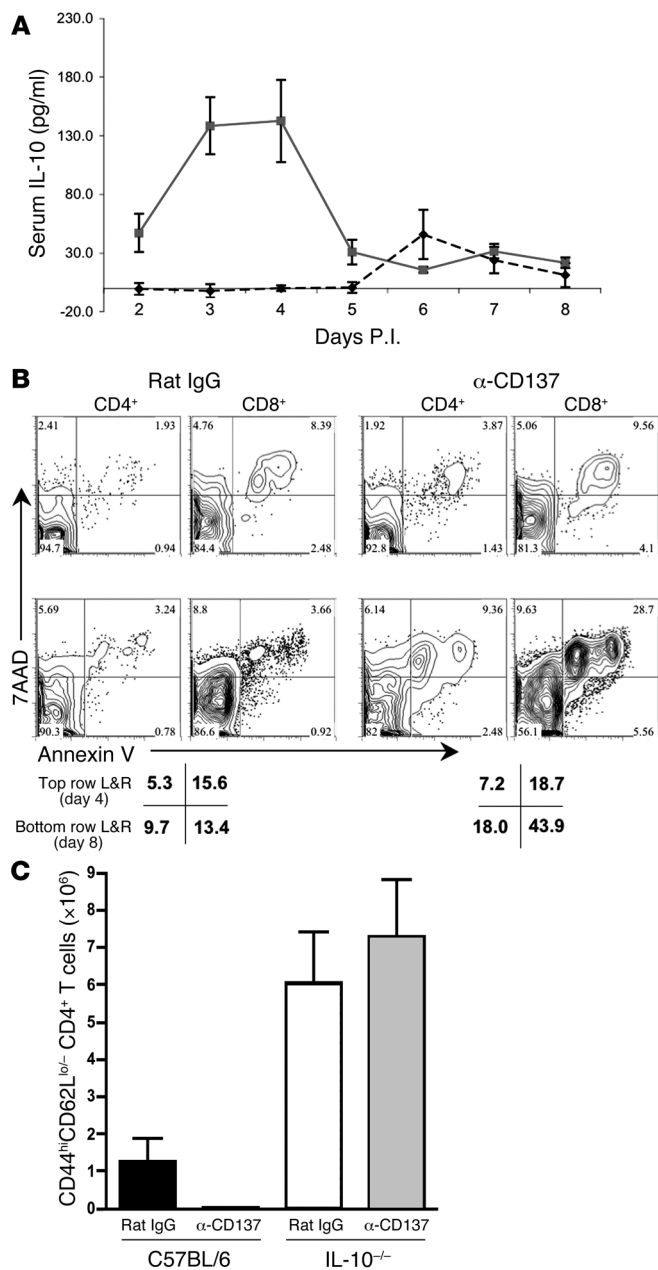 A
230.0
180.0
130.0
80.0
30.0
-20.0
Serum IL-10 (pg/ml)
2 3 4 5 6 7 8
Days P.I.
B
Rat IgG α-CD137
CD4⁺ CD8⁺ CD4⁺ CD8⁺
2.41 1.93 4.76 8.39 1.92 3.87 5.06 9.56
94.7 0.94 84.4 2.48 92.8 1.43 81.3 4.1
5.69 3.24 8.8 3.66 6.14 9.36 9.63 28.7
90.3 0.78 86.6 0.92 82 2.48 56.1 5.56
7AAD
Annexin V
Top row L&R 5.3 15.6 7.2 18.7
(day 4)
Bottom row L&R 9.7 13.4 18.0 43.9
(day 8)
C
9
8
7
6
5
4
3
2
1
0
CD44ʰⁱCD62Lˡᵒ/⁻ CD4⁺ T cells (×10⁶)
Rat IgG α-CD137 Rat IgG α-CD137
C57BL/6 IL-10⁻/⁻